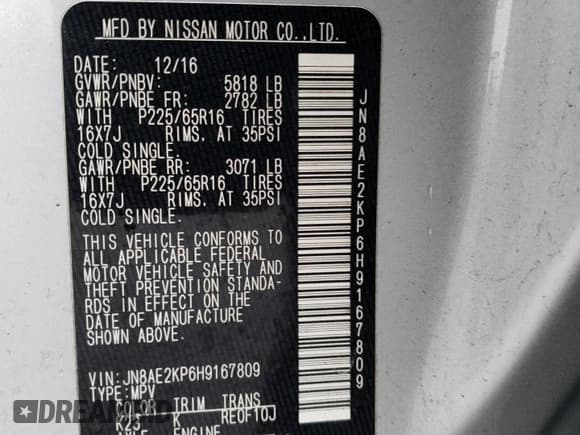 MFD BY NISSAN MOTOR CO.,LTD.
DATE: 12/16
GVWR/PNBV: 5818 LB
GAWR/PNBE FR: 2782 LB
WITH P225/65R16 TIRES
16X7J RIMS. AT 35PSI
COLD SINGLE.
GAWR/PNBE RR: 3071 LB
WITH P225/65R16 TIRES
16X7J RIMS. AT 35PSI
COLD SINGLE.
THIS VEHICLE CONFORMS TO
ALL APPLICABLE FEDERAL
MOTOR VEHICLE SAFETY AND
THEFT PREVENTION STANDA-
RDS IN EFFECT ON THE
DATE OF MANUFACTURE
SHOWN ABOVE.
VIN: JN8AE2KP6H9167809
TYPE: MPV
COLOR TRIM TRANS
K23 K RE0F10J
AXLE ENGINE
JN8AE2KP6H9167809